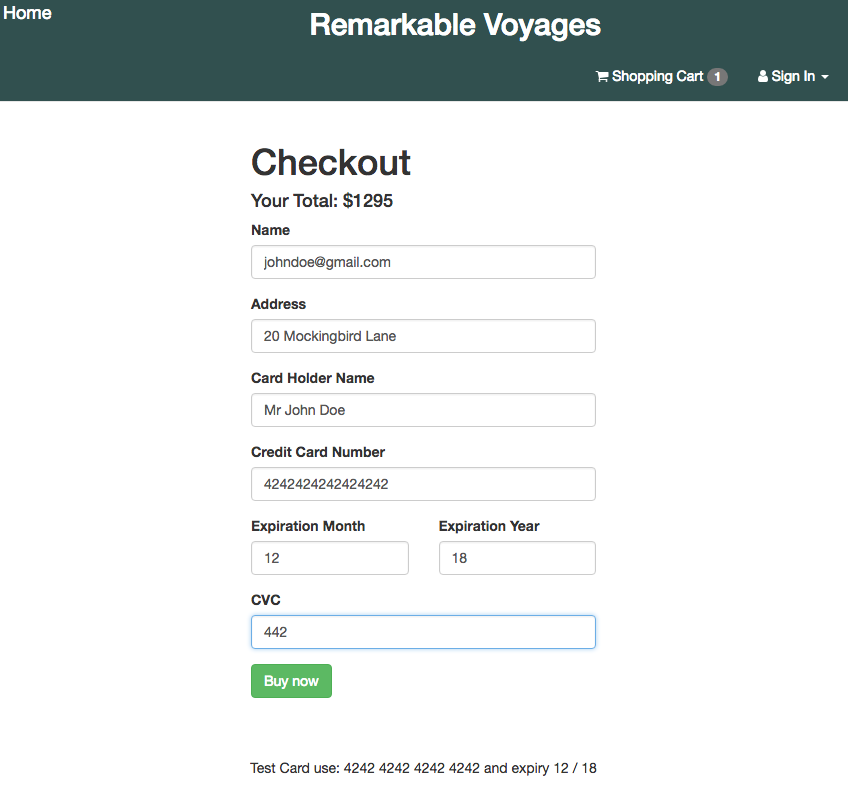 Home
Remarkable Voyages
Shopping Cart 1 Sign In
Checkout
Your Total: $1295
Name
johndoe@gmail.com
Address
20 Mockingbird Lane
Card Holder Name
Mr John Doe
Credit Card Number
4242424242424242
Expiration Month Expiration Year
12 18
CVC
442
Buy now
Test Card use: 4242 4242 4242 4242 and expiry 12 / 18